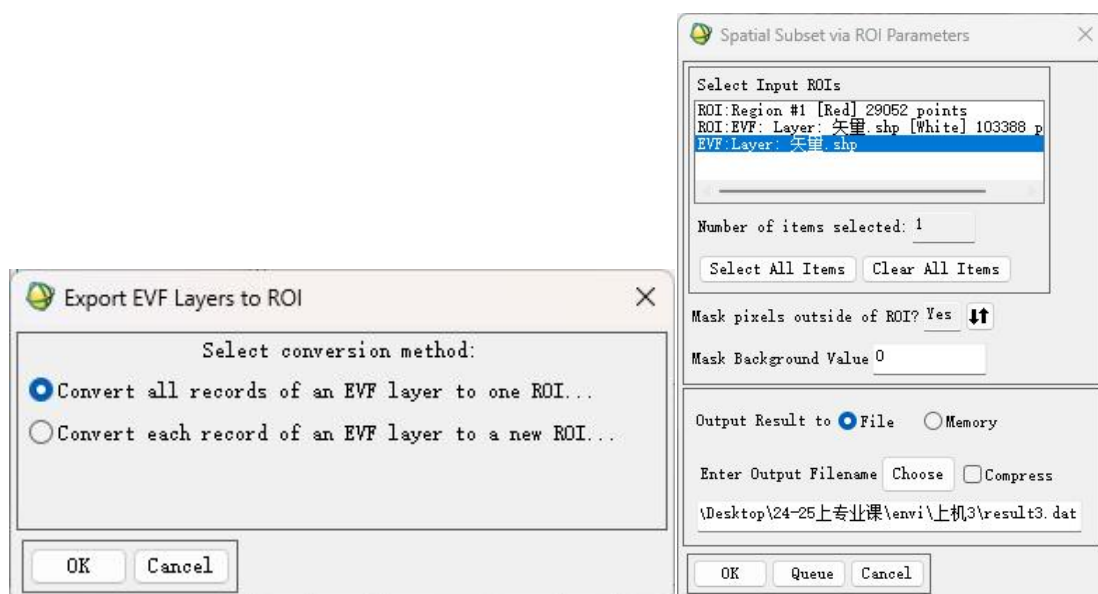 Export EVF Layers to ROI
Select conversion method:
Convert all records of an EVF layer to one ROI...
Convert each record of an EVF layer to a new ROI...
OK Cancel
Spatial Subset via ROI Parameters
Select Input ROIs
ROI:Region #1 [Red] 29052 points
ROI:EVF: Layer: 矢量.shp [White] 103388 p
EVF:Layer: 矢量.shp
Number of items selected: 1
Select All Items Clear All Items
Mask pixels outside of ROI? Yes
Mask Background Value 0
Output Result to File Memory
Enter Output Filename Choose Compress
\Desktop\24-25上专业课\envi\上机3\result3.dat
OK Queue Cancel